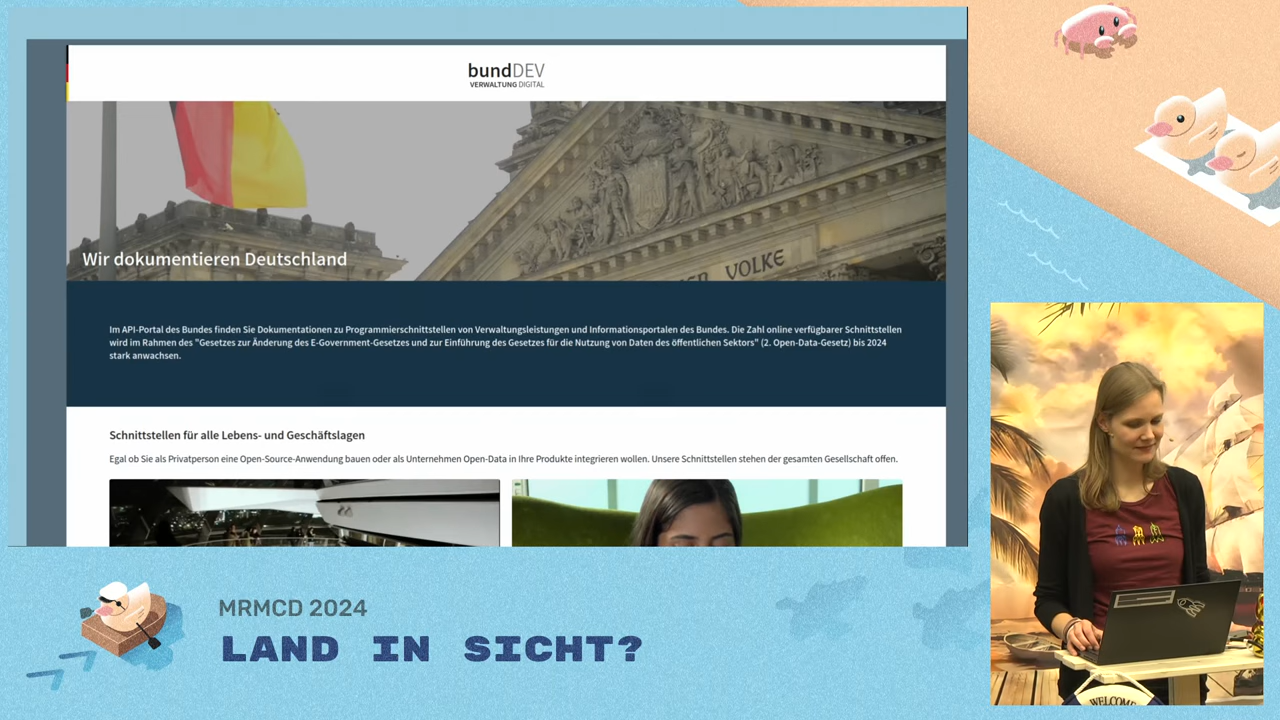 bundDEV
VERWALTUNG DIGITAL
VOLKE
Wir dokumentieren Deutschland
Im API-Portal des Bundes finden Sie Dokumentationen zu Programmierschnittstellen von Verwaltungsleistungen und Informationsportalen des Bundes. Die Zahl online verfügbarer Schnittstellen
wird im Rahmen des "Gesetzes zur Änderung des E-Government-Gesetzes und zur Einführung des Gesetzes für die Nutzung von Daten des öffentlichen Sektors" (2. Open-Data-Gesetz) bis 2024
stark anwachsen.
Schnittstellen für alle Lebens- und Geschäftslagen
Egal ob Sie als Privatperson eine Open-Source-Anwendung bauen oder als Unternehmen Open-Data in Ihre Produkte integrieren wollen. Unsere Schnittstellen stehen der gesamten Gesellschaft offen.
MRMCD 2024
LAND IN SICHT?
WELCOME